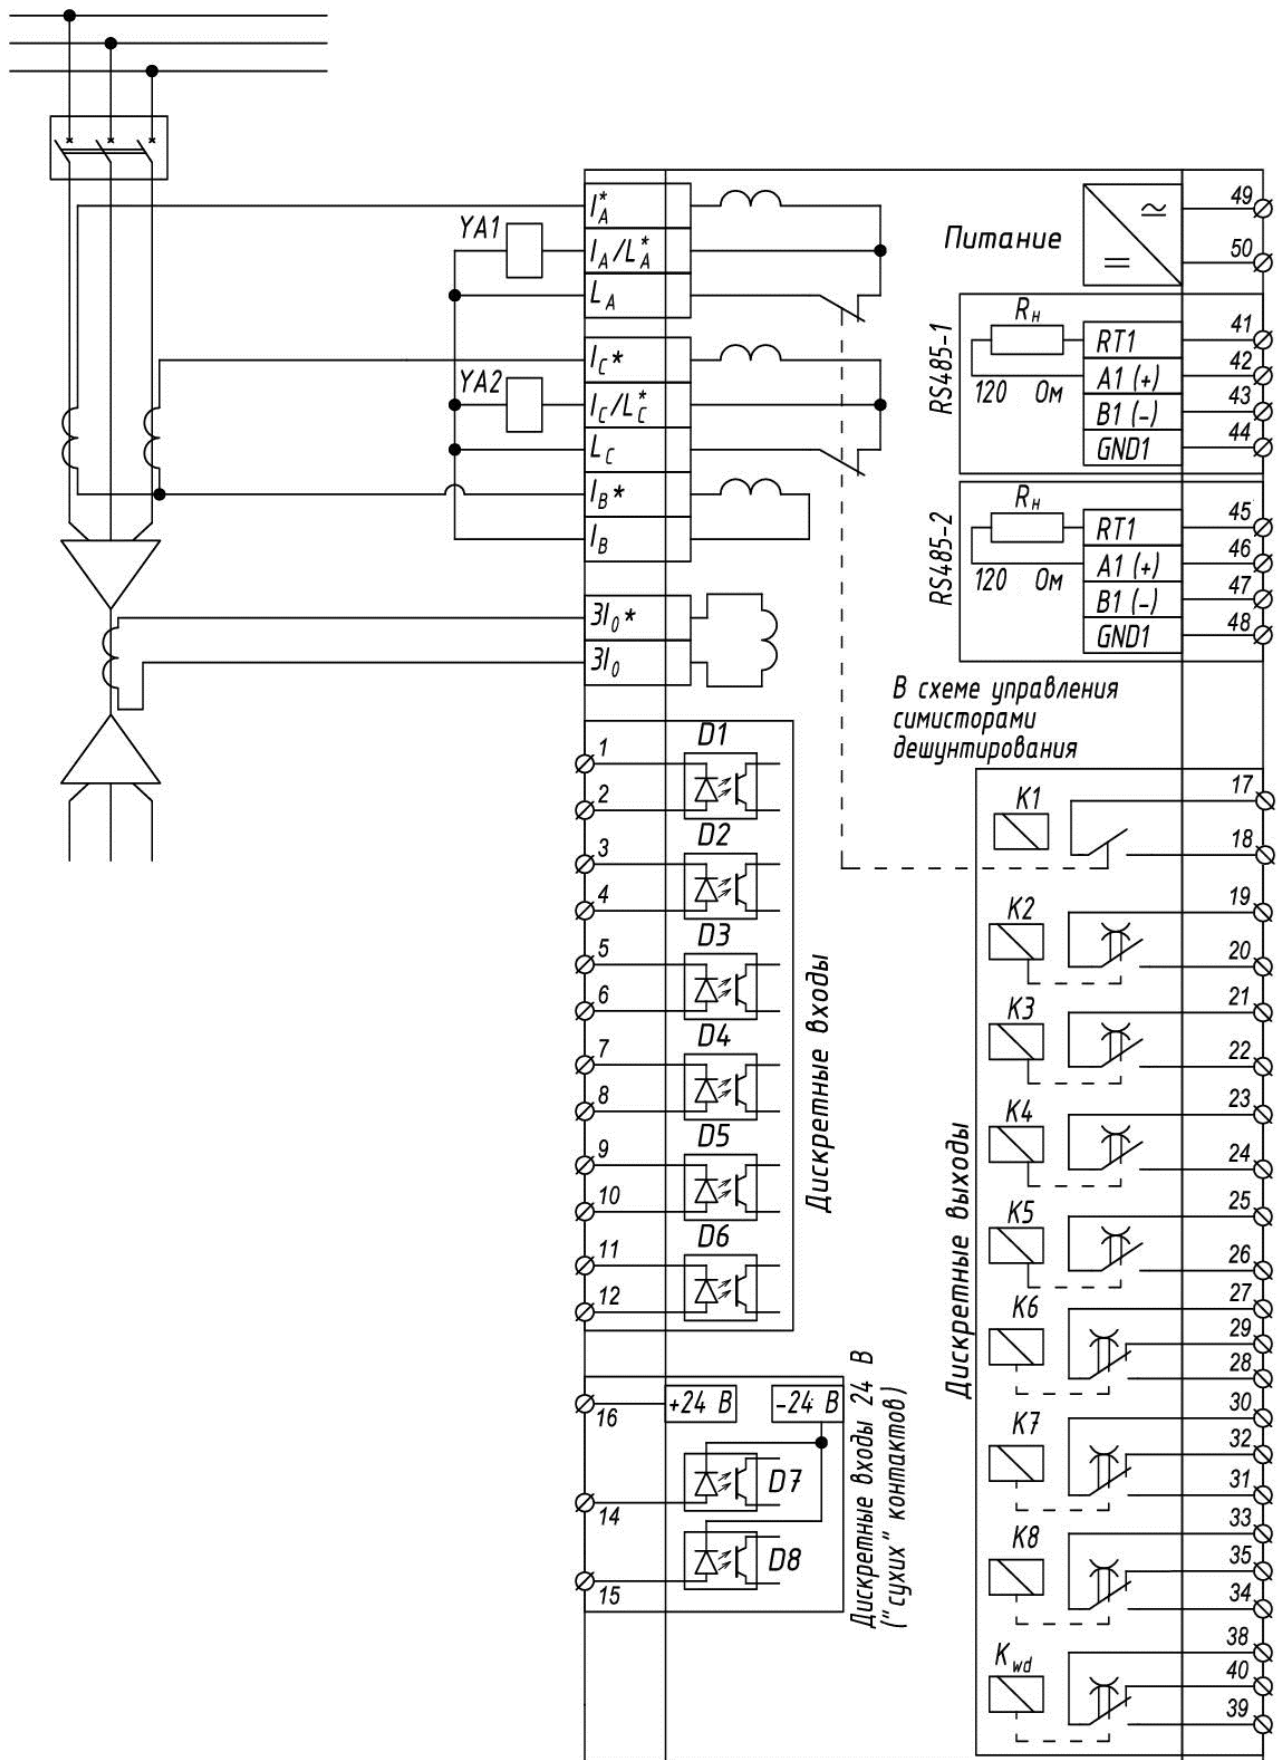 YA1
YA2
I*A
IA/L*A
LA
IC*
IC/L*C
LC
IB*
IB
3I0*
3I0
Питание
≃
=
49
50
RS485-1
Rн
120 Ом
RT1
A1 (+)
B1 (-)
GND1
41
42
43
44
RS485-2
Rн
120 Ом
RT1
A1 (+)
B1 (-)
GND1
45
46
47
48
В схеме управления
симисторами
дешунтирования
Дискретные входы
1
2
D1
3
4
D2
5
6
D3
7
8
D4
9
10
D5
11
12
D6
Дискретные входы 24 В
("сухих" контактов)
16
+24 В
-24 В
14
D7
15
D8
Дискретные выходы
K1
17
18
K2
19
20
K3
21
22
K4
23
24
K5
25
26
K6
27
29
28
K7
30
32
31
K8
33
35
34
Kwd
38
40
39